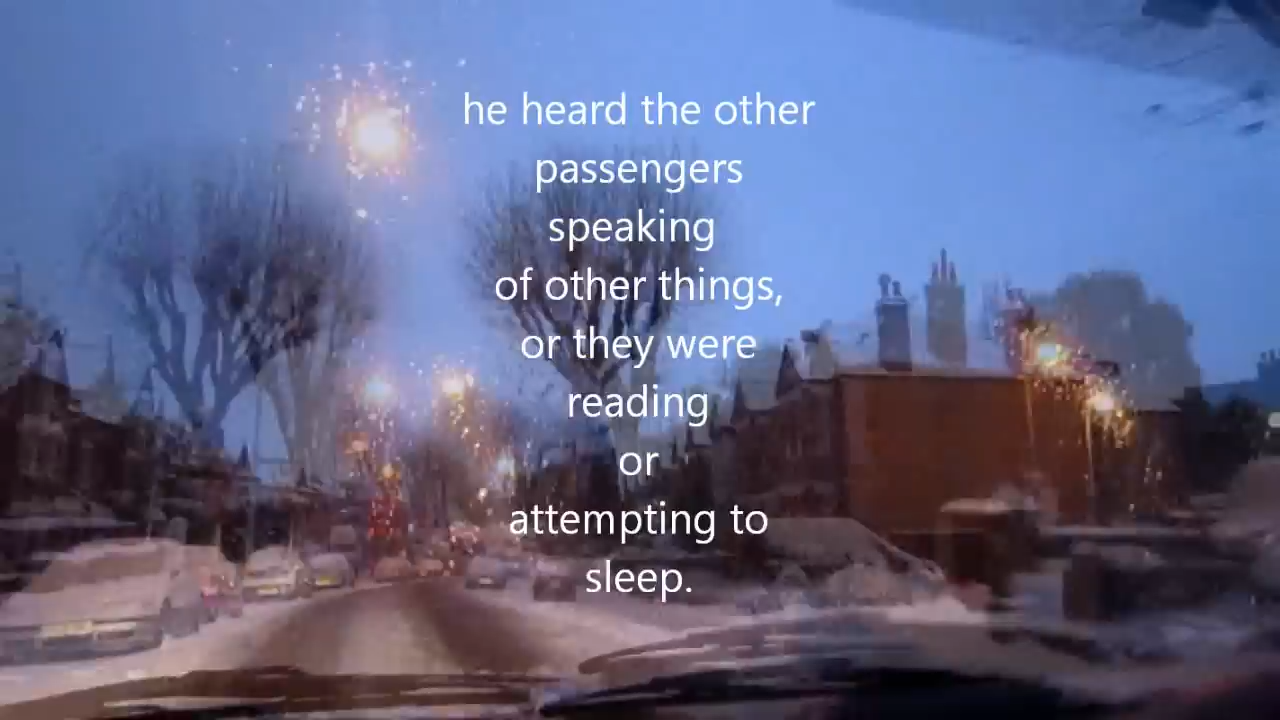 he heard the other
passengers
speaking
of other things,
or they were
reading
or
attempting to
sleep.